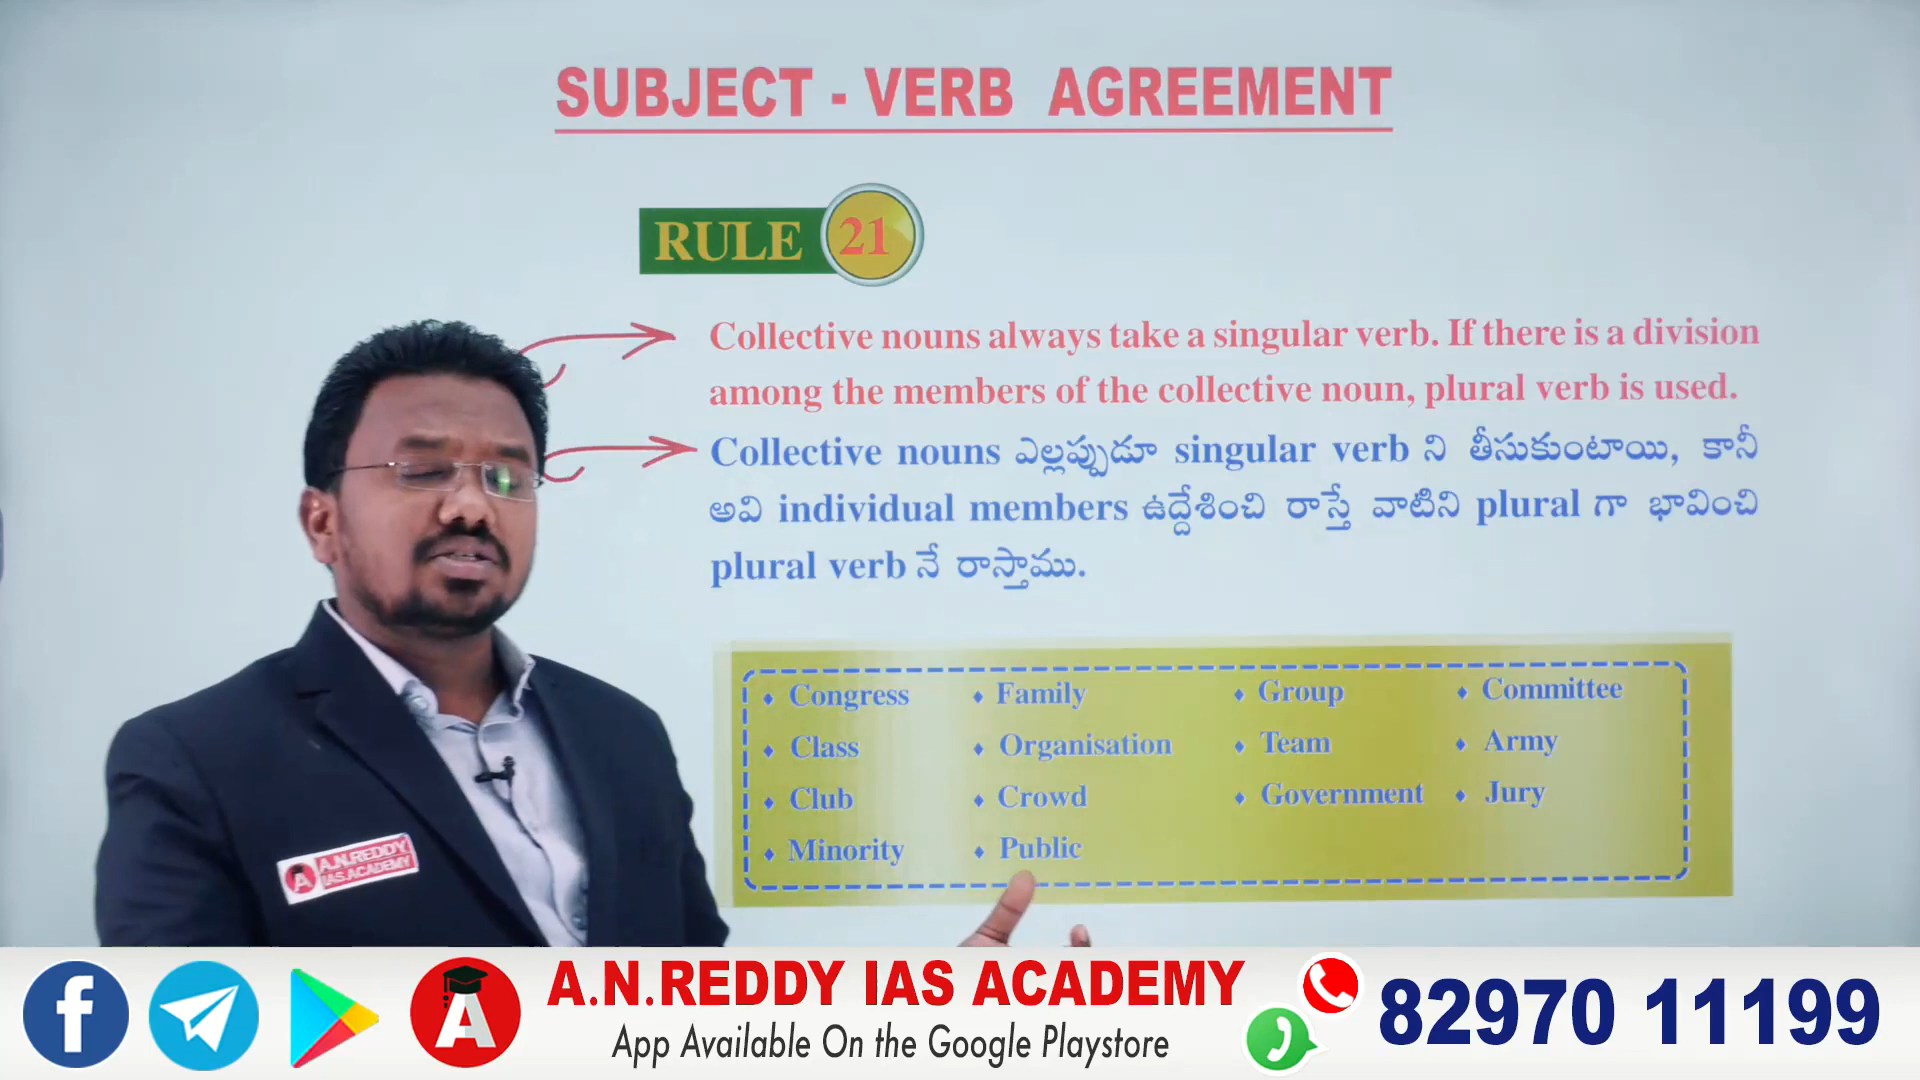 SUBJECT - VERB AGREEMENT
RULE 21
Collective nouns always take a singular verb. If there is a division
among the members of the collective noun, plural verb is used.
Collective nouns ఎల్లప్పుడూ singular verb ని తీసుకుంటాయి, కానీ
అవి individual members ఉద్దేశించి రాస్తే వాటిని plural గా భావించి
plural verb నే రాస్తాము.
Congress Family Group Committee
Class Organisation Team Army
Club Crowd Government Jury
Minority Public
A.N.REDDY
IAS ACADEMY
A.N.REDDY IAS ACADEMY
App Available On the Google Playstore
82970 11199